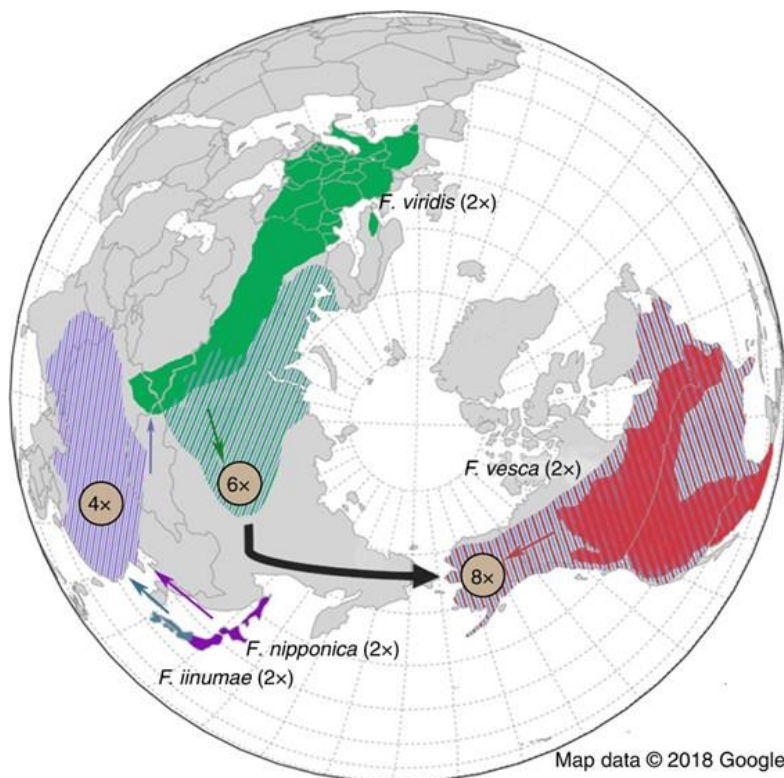 F. viridis (2×)
6×
F. vesca (2×)
4×
8×
F. nipponica (2×)
F. iinumae (2×)
Map data © 2018 Google